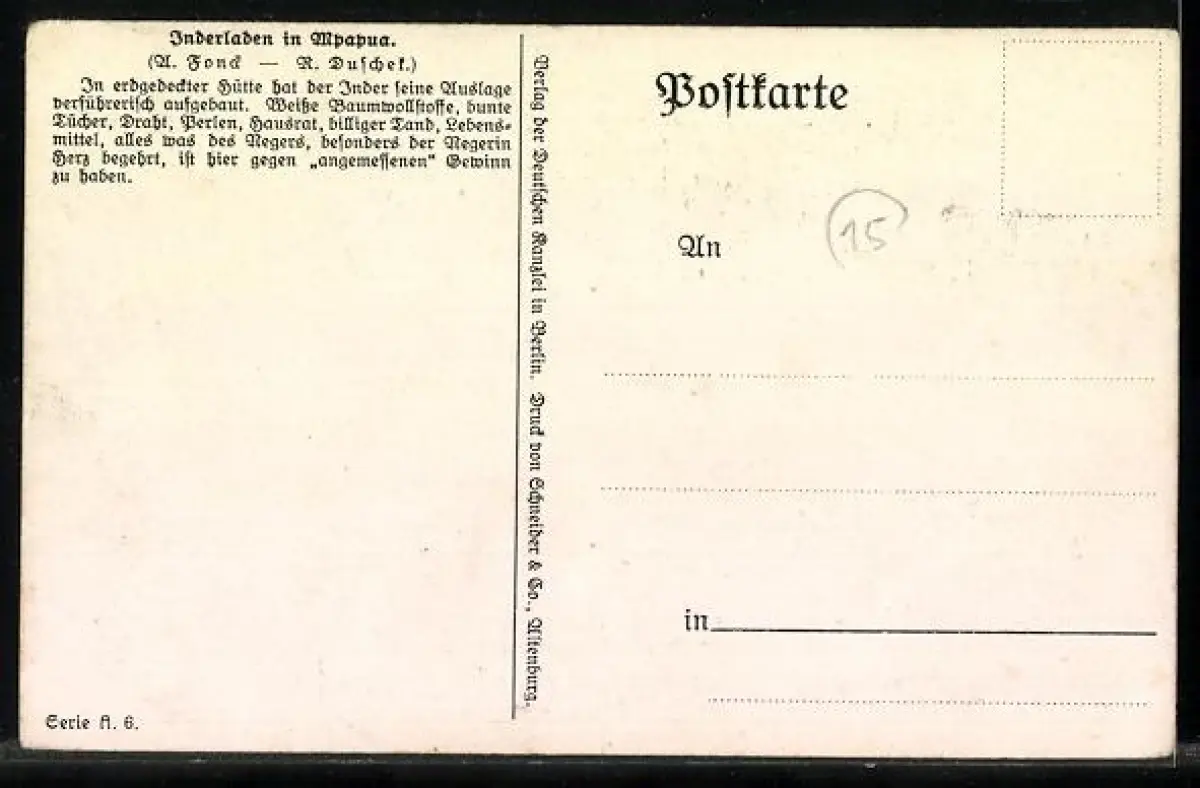 Inderladen in Mpapua.
(A. Fonck — R. Duschek.)
In erdgedeckter Hütte hat der Inder seine Auslage
verführerisch aufgebaut. Weiße Baumwollstoffe, bunte
Tücher, Draht, Perlen, Hausrat, billiger Tand, Lebens-
mittel, alles was des Negers, besonders der Negerin
Herz begehrt, ist hier gegen „angemessenen“ Gewinn
zu haben.
Serie A. 6.
Verlag der Deutschen Kanzlei in Berlin. Druck von Schneider & Co., Altenburg.
Postkarte
15
An
in